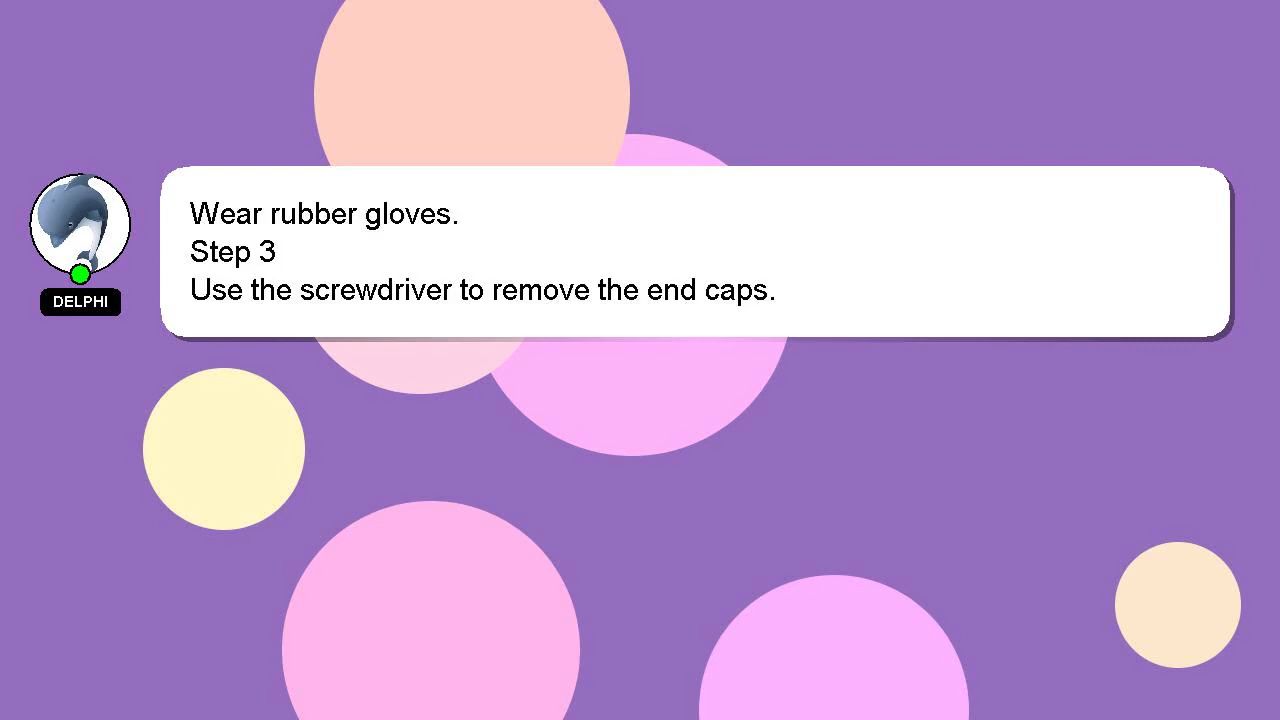 Wear rubber gloves.
Step 3
Use the screwdriver to remove the end caps.
DELPHI